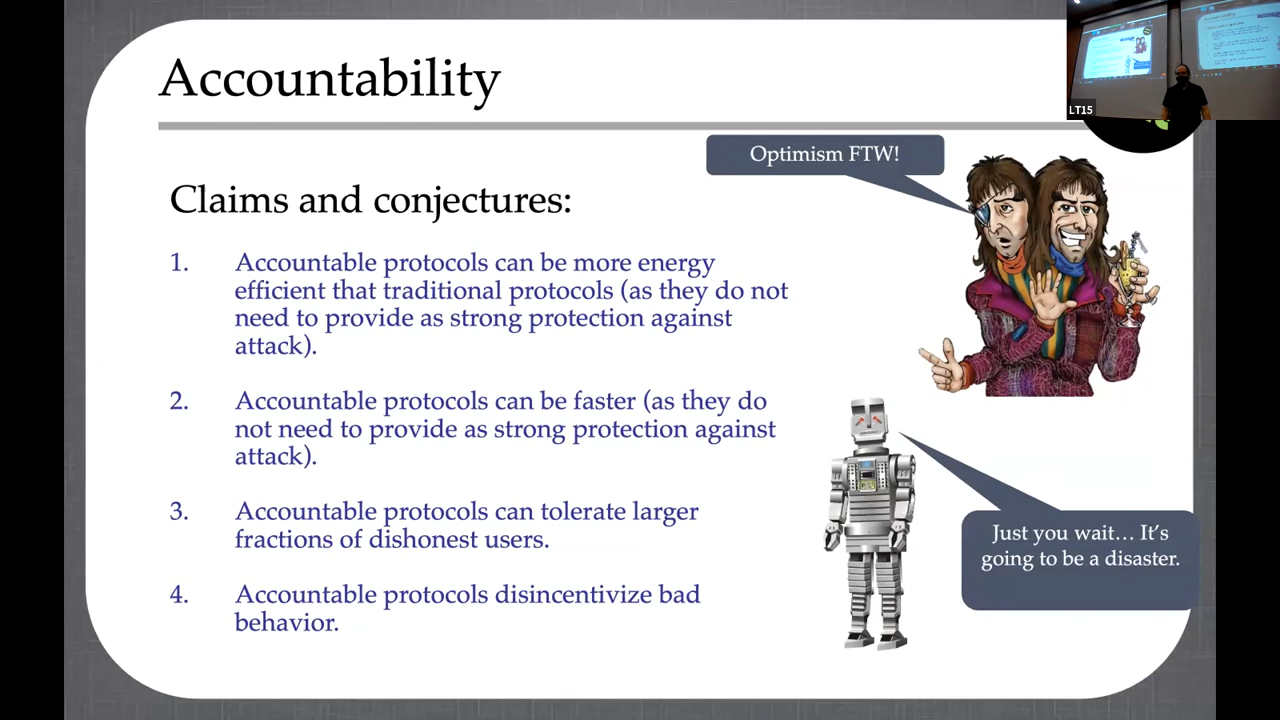 Accountability
LT15
Optimism FTW!
Claims and conjectures:
1. Accountable protocols can be more energy
efficient that traditional protocols (as they do not
need to provide as strong protection against
attack).
2. Accountable protocols can be faster (as they do
not need to provide as strong protection against
attack).
3. Accountable protocols can tolerate larger
fractions of dishonest users.
Just you wait... It's
going to be a disaster.
4. Accountable protocols disincentivize bad
behavior.